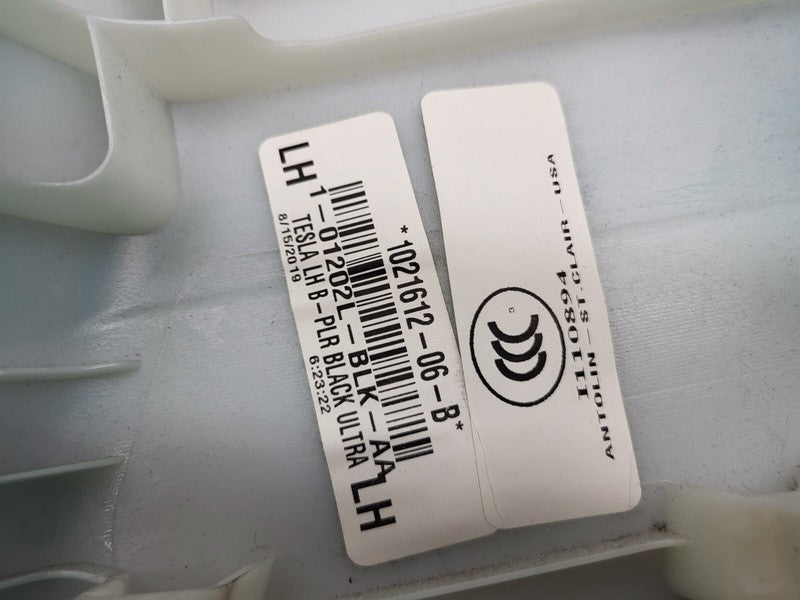 *1021612-06-B*
LH
1-01202L-BLK-AA
LH
TESLA LH B-PLR BLACK ULTRA
8/15/2019
6:23:22
I110894
ANTOLIN-ST.CLAIR-USA